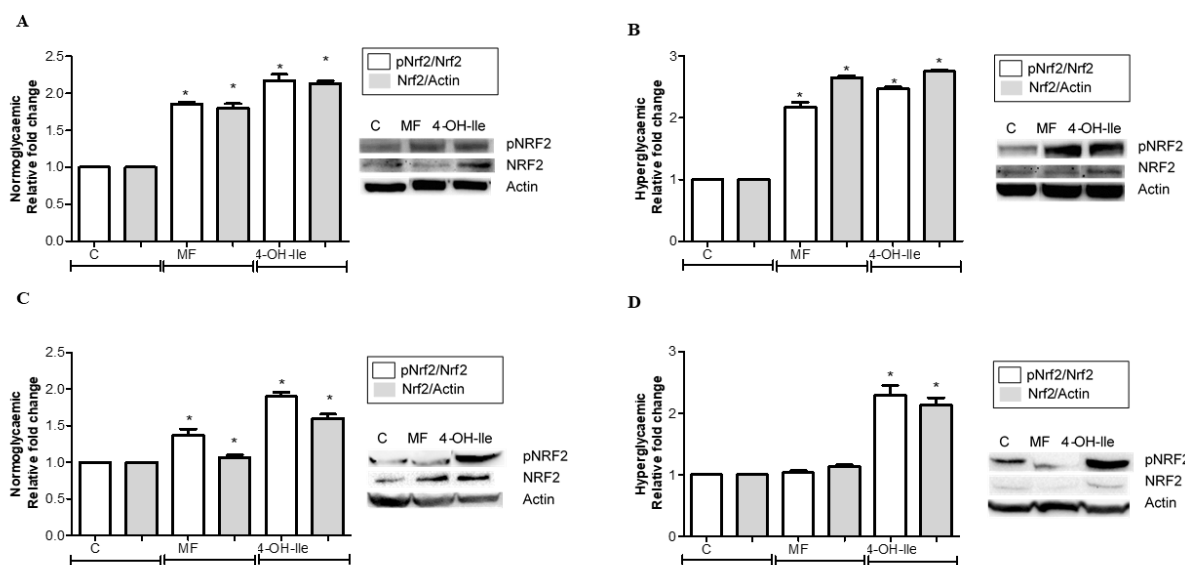 A
Normoglycaemic
Relative fold change
2.5
2.0
1.5
1.0
0.5
0.0
* * * *
C MF 4-OH-Ile
pNrf2/Nrf2
Nrf2/Actin
C MF 4-OH-Ile
pNRF2
NRF2
Actin
B
Hyperglycaemic
Relative fold change
3
2
1
0
* * * *
C MF 4-OH-Ile
pNrf2/Nrf2
Nrf2/Actin
C MF 4-OH-Ile
pNRF2
NRF2
Actin
C
Normoglycaemic
Relative fold change
2.5
2.0
1.5
1.0
0.5
0.0
* * * *
C MF 4-OH-Ile
pNrf2/Nrf2
Nrf2/Actin
C MF 4-OH-Ile
pNRF2
NRF2
Actin
D
Hyperglycaemic
Relative fold change
3
2
1
0
* *
C MF 4-OH-Ile
pNrf2/Nrf2
Nrf2/Actin
C MF 4-OH-Ile
pNRF2
NRF2
Actin